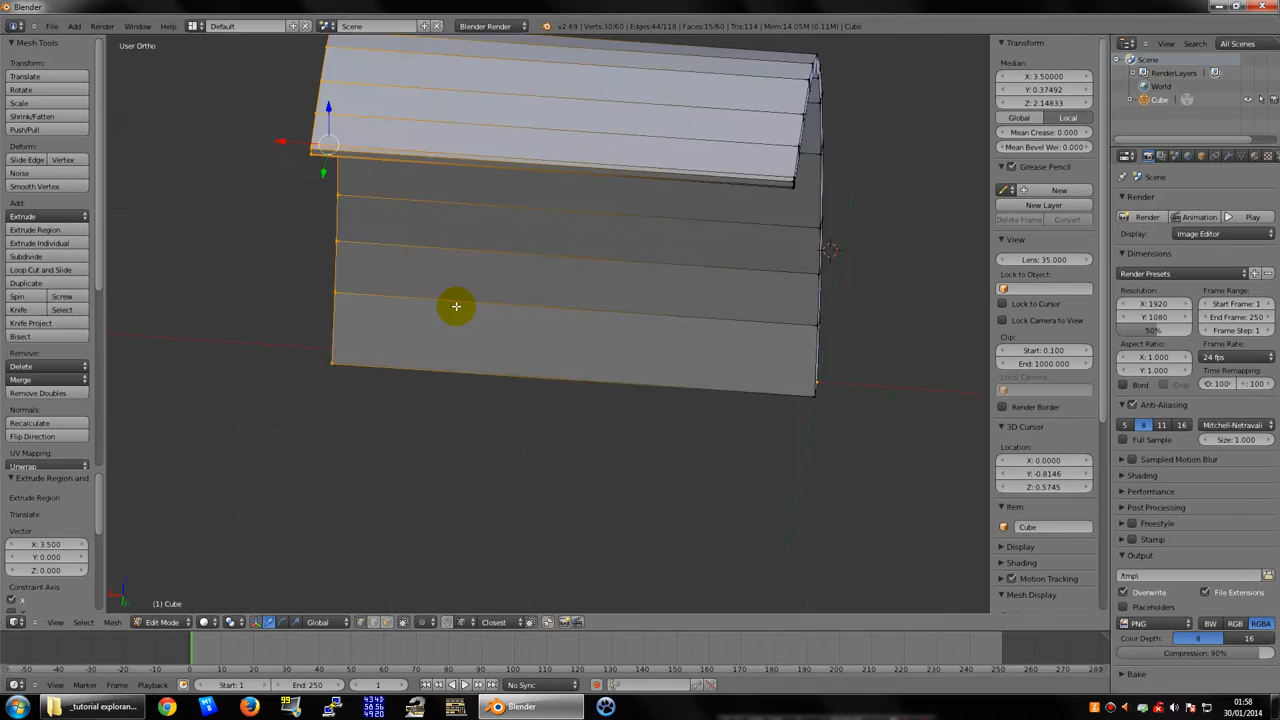 Blender
File Add Render Window Help Default Scene Blender Render v2.69 | Verts:30/60 | Edges:44/118 | Faces:15/60 | Tris:114 | Mem:14.05M (0.11M) | Cube View Search All Scenes
Mesh Tools
Transform:
Translate
Rotate
Scale
Shrink/Fatten
Push/Pull
Deform:
Slide Edge Vertex
Noise
Smooth Vertex
Add:
Extrude
Extrude Region
Extrude Individual
Subdivide
Loop Cut and Slide
Duplicate
Spin Screw
Knife Select
Knife Project
Bisect
Remove:
Delete
Merge
Remove Doubles
Normals:
Recalculate
Flip Direction
UV Mapping:
Unwrap
Extrude Region and
Extrude Region
Translate
Vector
X: 3.500
Y: 0.000
Z: 0.000
Constraint Axis
X
User Ortho
(1) Cube
Transform
Median:
X: 3.50000
Y: 0.37492
Z: 2.14833
Global Local
Mean Crease: 0.000
Mean Bevel Wei: 0.000
Grease Pencil
New
New Layer
Delete Frame Convert
View
Lens: 35.000
Lock to Object:
Lock to Cursor
Lock Camera to View
Clip:
Start: 0.100
End: 1000.000
Local Camera:
Render Border
3D Cursor
Location:
X: 0.0000
Y: -0.8146
Z: 0.5745
Item
Cube
Display
Shading
Motion Tracking
Mesh Display
Scene
RenderLayers
World
Cube
Scene
Render
Render Animation Play
Display: Image Editor
Dimensions
Render Presets
Resolution: Frame Range:
X: 1920 Start Frame: 1
Y: 1080 End Frame: 250
50% Frame Step: 1
Aspect Ratio: Frame Rate:
X: 1.000 24 fps
Y: 1.000 Time Remapping:
Bord Crop
Anti-Aliasing
5 8 11 16 Mitchell-Netravali
Full Sample Size: 1.000
Sampled Motion Blur
Shading
Performance
Post Processing
Freestyle
Stamp
Output
/tmp\
Overwrite File Extensions
Placeholders
PNG BW RGB RGBA
Color Depth: 8 16
Compression: 90%
Bake
View Select Mesh Edit Mode Global Closest
-50 -40 -30 -20 -10 0 10 20 30 40 50 60 70 80 90 100 110 120 130 140 150 160 170 180 190 200 210 220 230 240 250 260 270 280
View Marker Frame Playback Start: 1 End: 250 1 No Sync
_tutorial exploran... Blender 01:58
30/01/2014